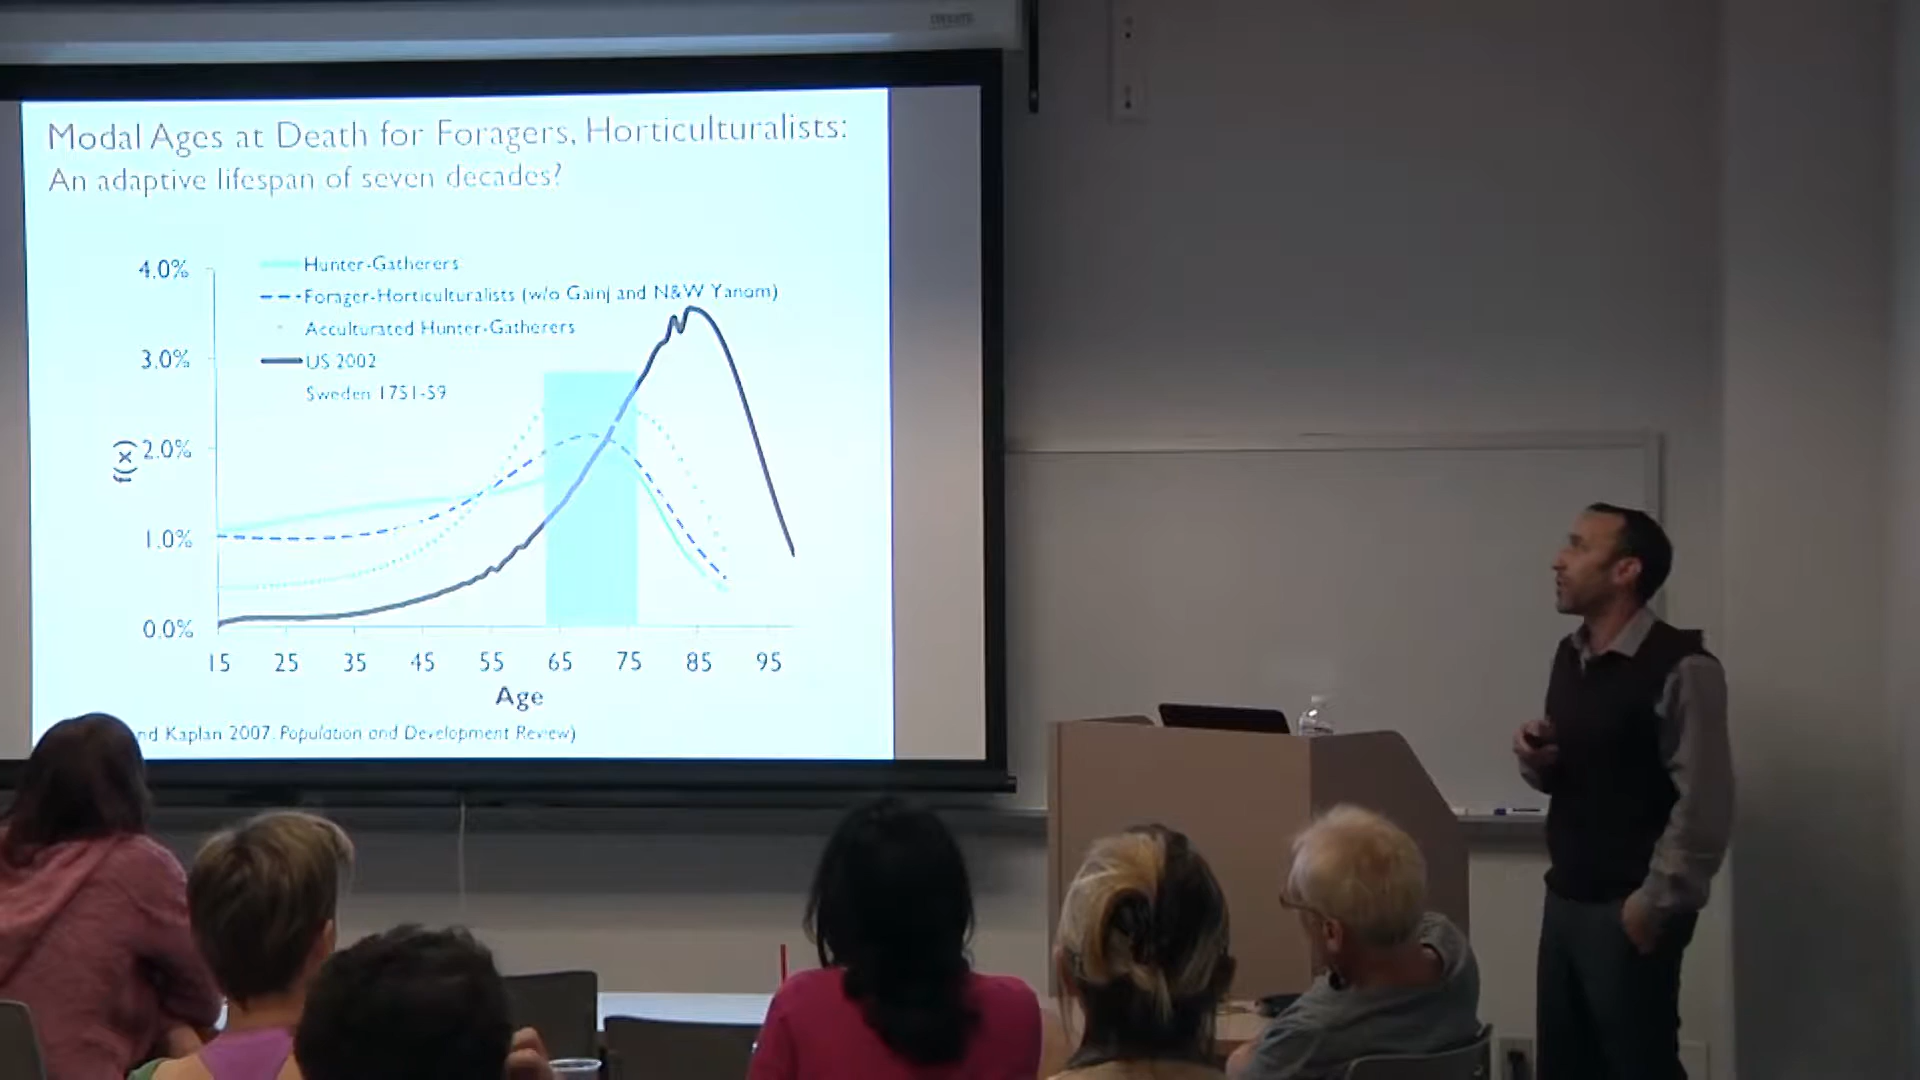 Modal Ages at Death for Foragers, Horticulturalists:
An adaptive lifespan of seven decades?
Hunter-Gatherers
Forager-Horticulturalists (w/o Gainj and N&W Yanom)
Acculturated Hunter-Gatherers
US 2002
Sweden 1751-59
4.0%
3.0%
2.0%
1.0%
0.0%
f(x)
15 25 35 45 55 65 75 85 95
Age
nd Kaplan 2007. Population and Development Review)